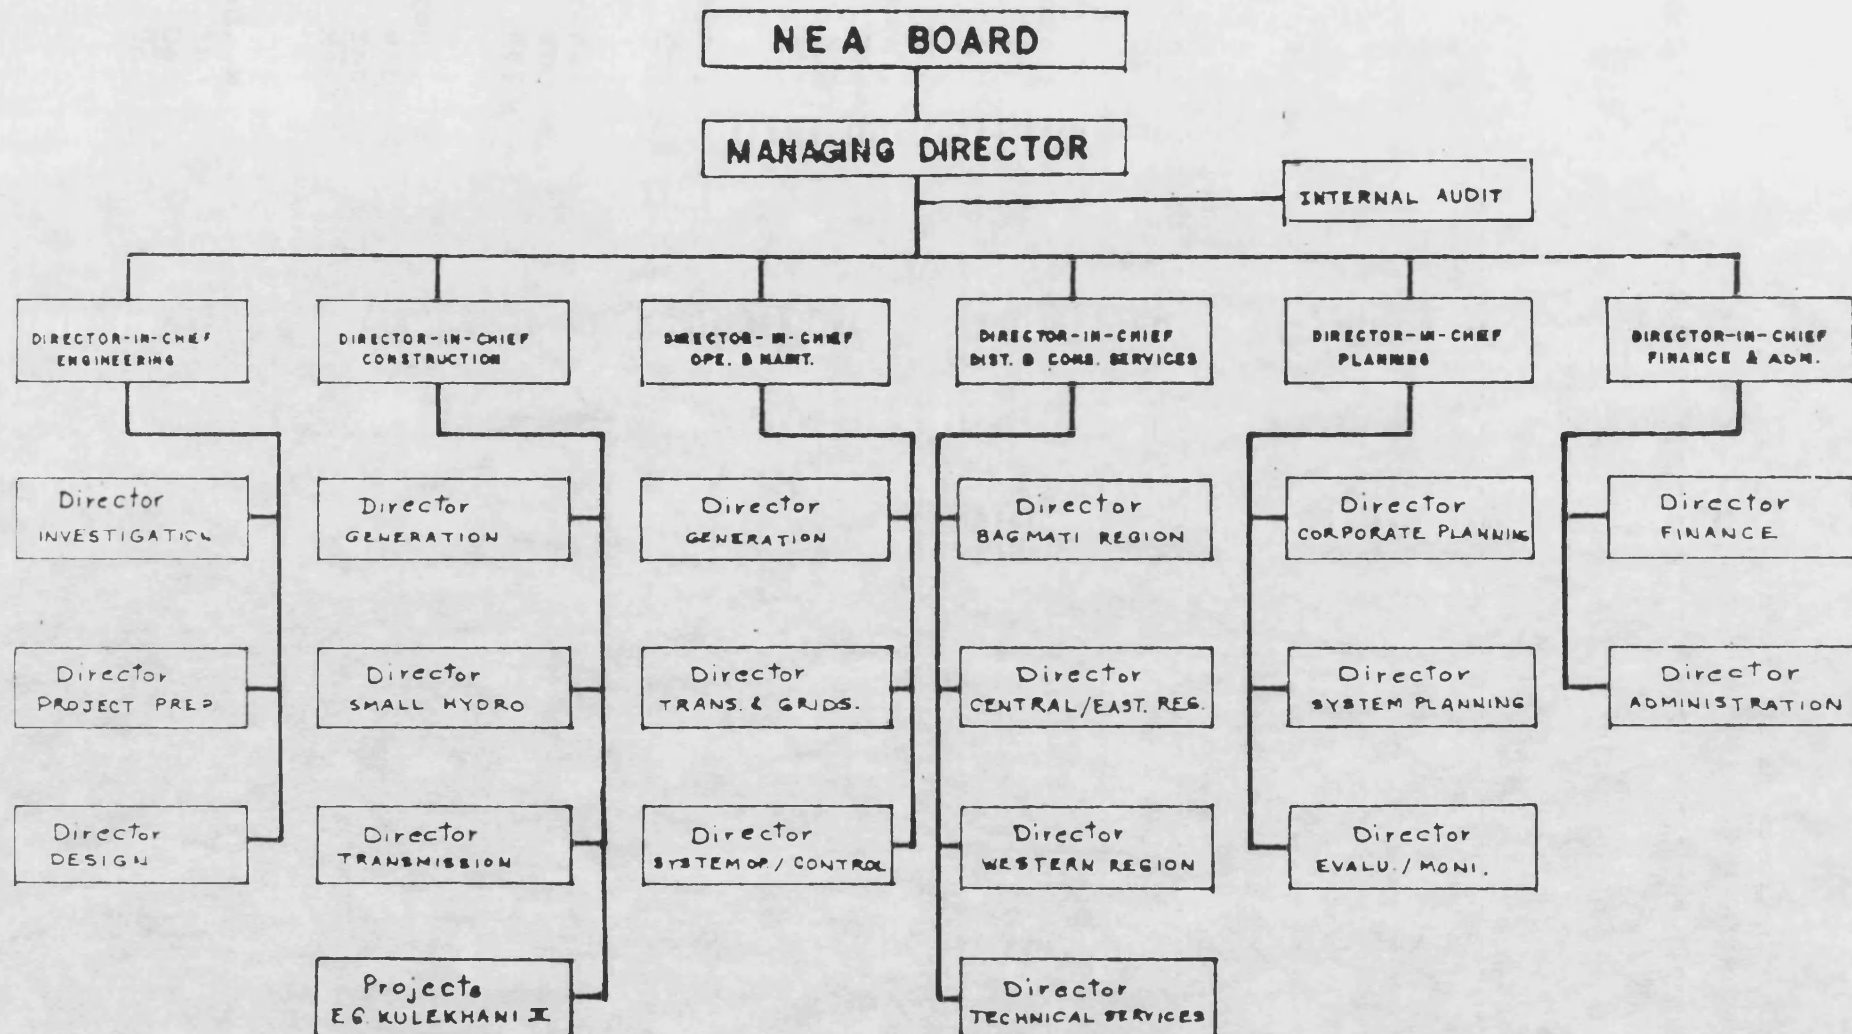 NEA BOARD
MANAGING DIRECTOR
INTERNAL AUDIT
DIRECTOR-IN-CHIEF
ENGINEERING
DIRECTOR-IN-CHIEF
CONSTRUCTION
DIRECTOR-IN-CHIEF
OPE. & MAINT.
DIRECTOR-IN-CHIEF
DIST. & CONS. SERVICES
DIRECTOR-IN-CHIEF
PLANNING
DIRECTOR-IN-CHIEF
FINANCE & ADM.
Director
INVESTIGATION
Director
GENERATION
Director
GENERATION
Director
BAGMATI REGION
Director
CORPORATE PLANNING
Director
FINANCE
Director
PROJECT PREP
Director
SMALL HYDRO
Director
TRANS. & GRIDS.
Director
CENTRAL/EAST. REG.
Director
SYSTEM PLANNING
Director
ADMINISTRATION
Director
DESIGN
Director
TRANSMISSION
Director
SYSTEM OP./CONTROL
Director
WESTERN REGION
Director
EVALU./MONI.
Projects
EG. KULEKHANI II
Director
TECHNICAL SERVICES